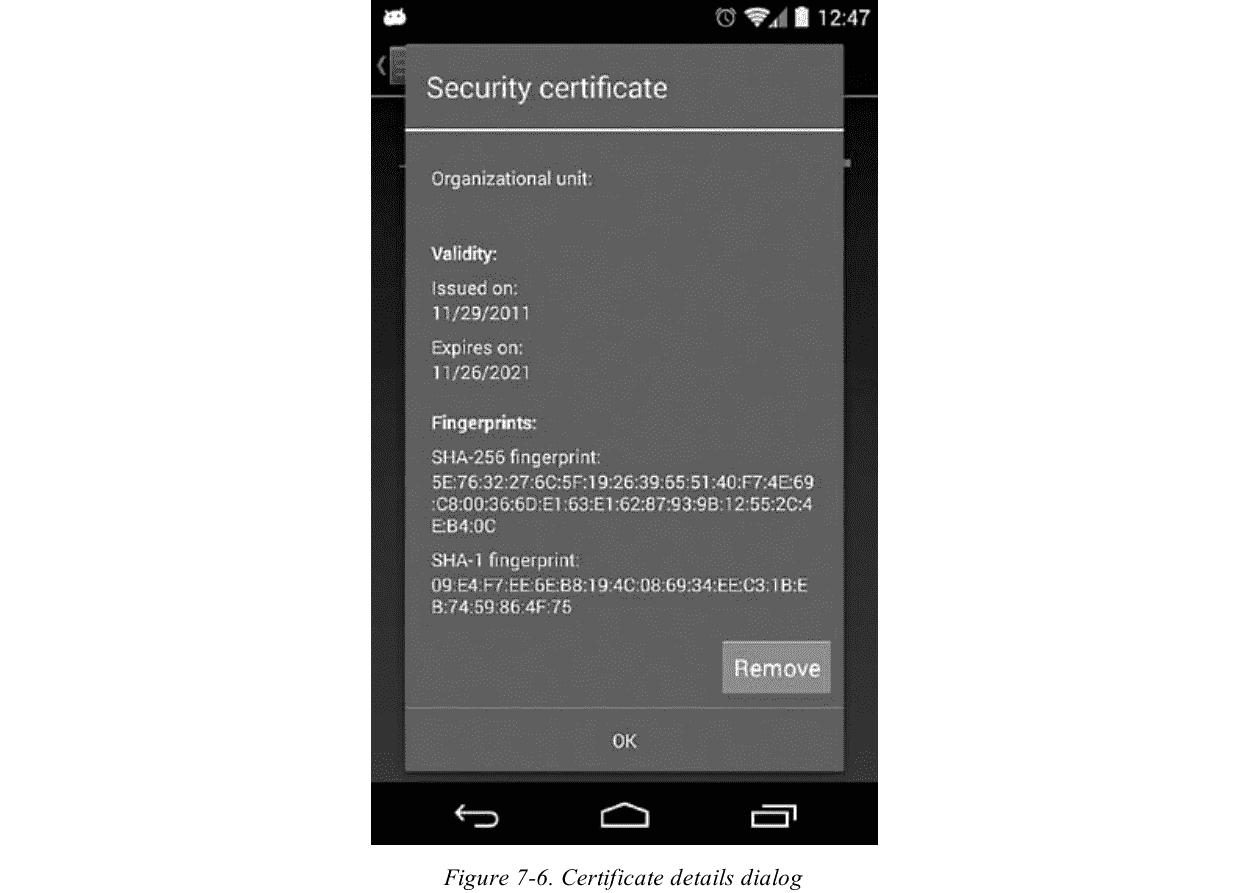 12:47
Security certificate
Organizational unit:
Validity:
Issued on:
11/29/2011
Expires on:
11/26/2021
Fingerprints:
SHA-256 fingerprint:
5E:76:32:27:6C:5F:19:26:39:65:51:40:F7:4E:69
:C8:00:36:6D:E1:63:E1:62:87:93:9B:12:55:2C:4
E:B4:0C
SHA-1 fingerprint:
09:E4:F7:EE:6E:B8:19:4C:08:69:34:EE:C3:1B:E
B:74:59:86:4F:75
Remove
OK
Figure 7-6. Certificate details dialog